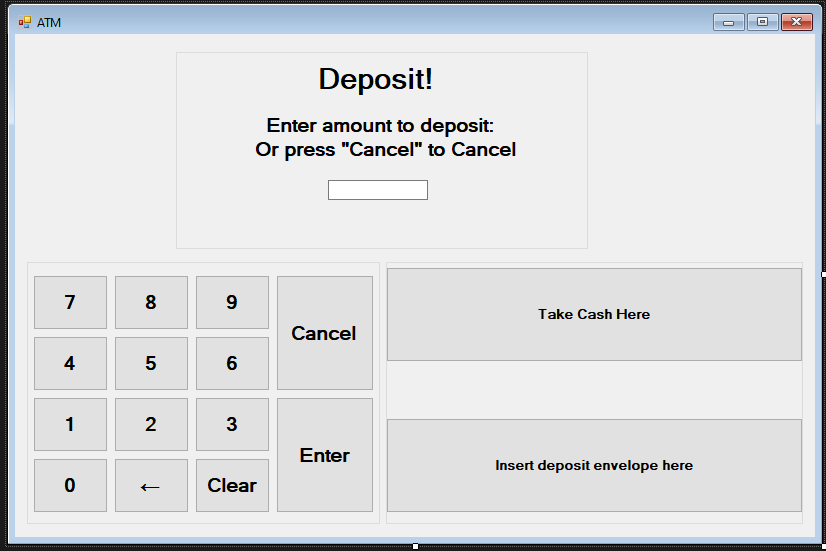 ATM
Deposit!
Enter amount to deposit:
Or press "Cancel" to Cancel
7 8 9 Cancel
4 5 6
1 2 3 Enter
0 ← Clear
Take Cash Here
Insert deposit envelope here